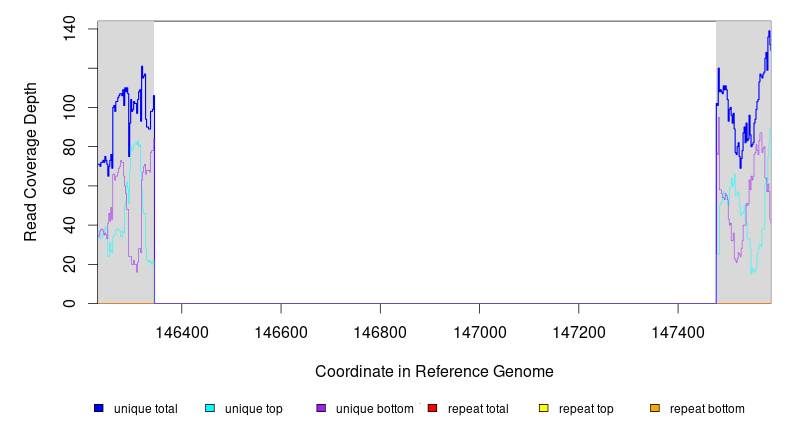 Read Coverage Depth
140
100
80
60
40
20
0
146400 146600 146800 147000 147200 147400
Coordinate in Reference Genome
unique total unique top unique bottom repeat total repeat top repeat bottom